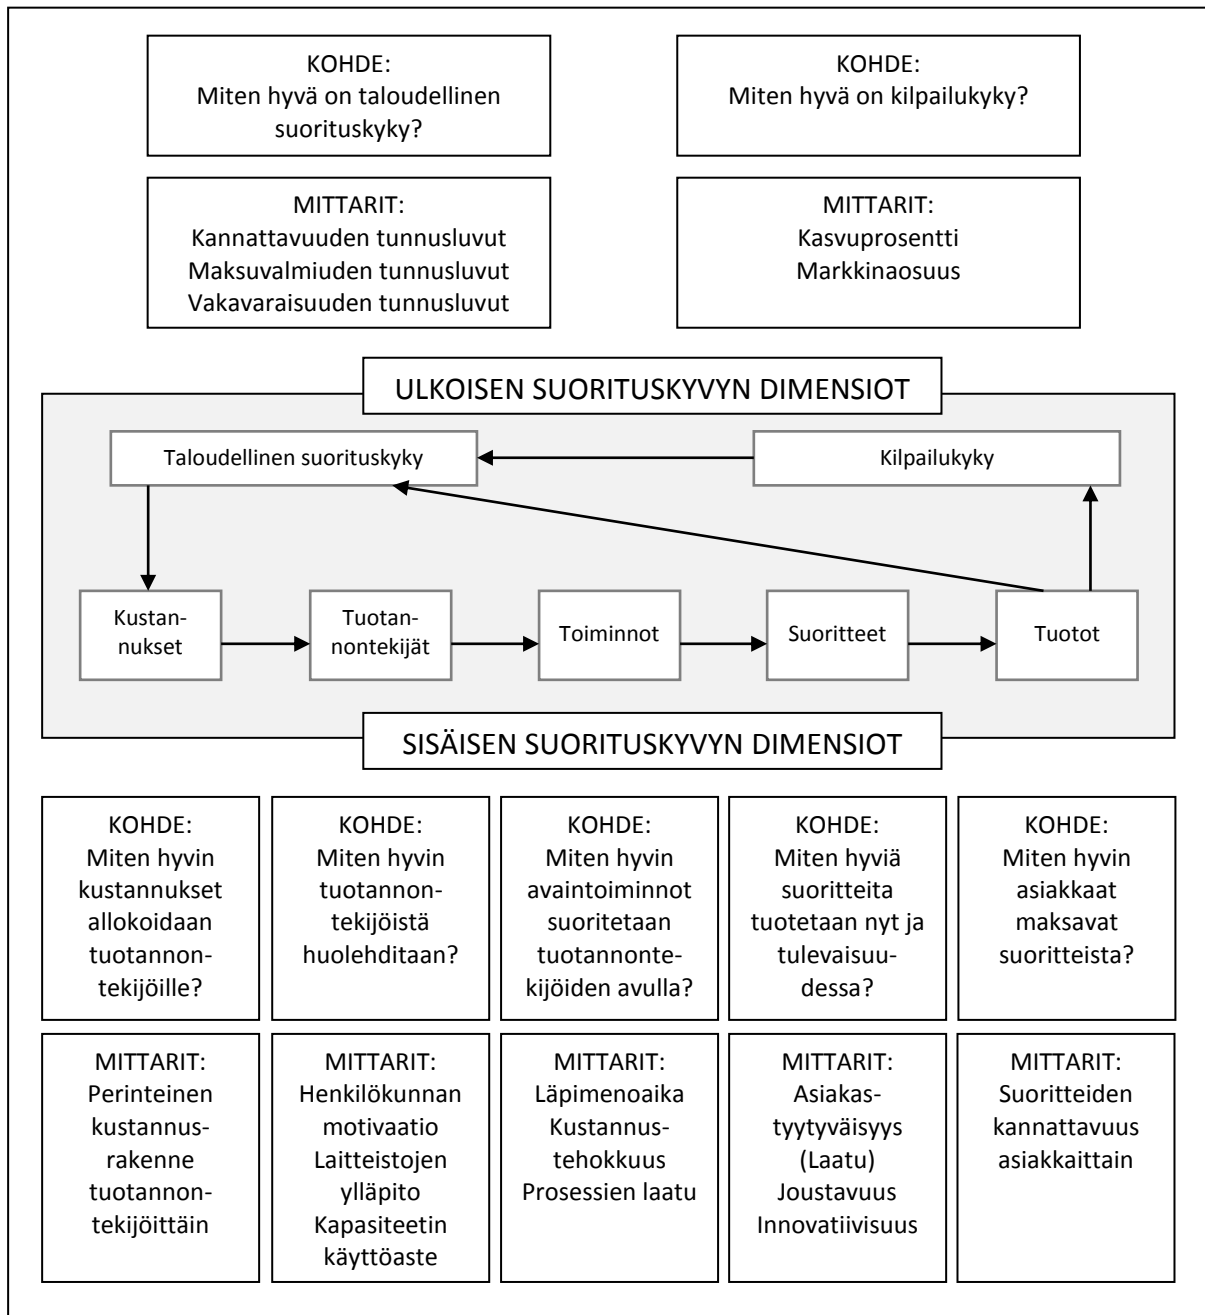 KOHDE:
Miten hyvä on taloudellinen
suorituskyky?
KOHDE:
Miten hyvä on kilpailukyky?
MITTARIT:
Kannattavuuden tunnusluvut
Maksuvalmiuden tunnusluvut
Vakavaraisuuden tunnusluvut
MITTARIT:
Kasvuprosentti
Markkinaosuus
ULKOISEN SUORITUSKYVYN DIMENSIOT
Taloudellinen suorituskyky
Kilpailukyky
Kustan-
nukset
Tuotan-
nontekijät
Toiminnot
Suoritteet
Tuotot
SISÄISEN SUORITUSKYVYN DIMENSIOT
KOHDE:
Miten hyvin
kustannukset
allokoidaan
tuotannon-
tekijöille?
KOHDE:
Miten hyvin
tuotannon-
tekijöistä
huolehditaan?
KOHDE:
Miten hyvin
avaintoiminnot
suoritetaan
tuotannonte-
kijöiden avulla?
KOHDE:
Miten hyviä
suoritteita
tuotetaan nyt ja
tulevaisuu-
dessa?
KOHDE:
Miten hyvin
asiakkaat
maksavat
suoritteista?
MITTARIT:
Perinteinen
kustannus-
rakenne
tuotannon-
tekijöittäin
MITTARIT:
Henkilökunnan
motivaatio
Laitteistojen
ylläpito
Kapasiteetin
käyttöaste
MITTARIT:
Läpimenoaika
Kustannus-
tehokkuus
Prosessien laatu
MITTARIT:
Asiakas-
tyytyväisyys
(Laatu)
Joustavuus
Innovatiivisuus
MITTARIT:
Suoritteiden
kannattavuus
asiakkaittain